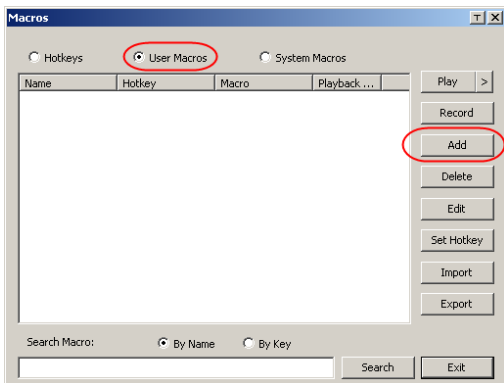 Macros
Hotkeys User Macros System Macros
Name Hotkey Macro Playback ...
Play >
Record
Add
Delete
Edit
Set Hotkey
Import
Export
Search Macro: By Name By Key
Search Exit